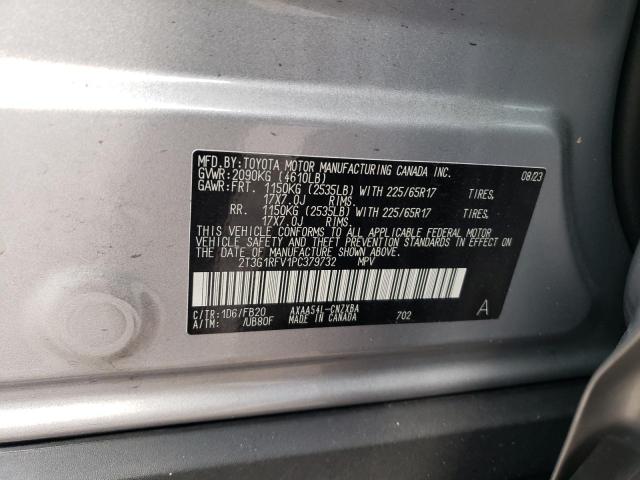 MFD. BY: TOYOTA MOTOR MANUFACTURING CANADA INC. 08/23
GVWR: 2090KG (4610LB)
GAWR: FRT. 1150KG (2535LB) WITH 225/65R17 TIRES.
17X7.0J RIMS.
RR. 1150KG (2535LB) WITH 225/65R17 TIRES.
17X7.0J RIMS.
THIS VEHICLE CONFORMS TO ALL APPLICABLE FEDERAL MOTOR
VEHICLE SAFETY AND THEFT PREVENTION STANDARDS IN
EFFECT ON THE DATE OF MANUFACTURE SHOWN ABOVE.
2T3G1RFV1PC379732 MPV
C/TR: 1D6/FB20 AXAA54L-CNZXBA A
A/TM: /UB80F MADE IN CANADA 702